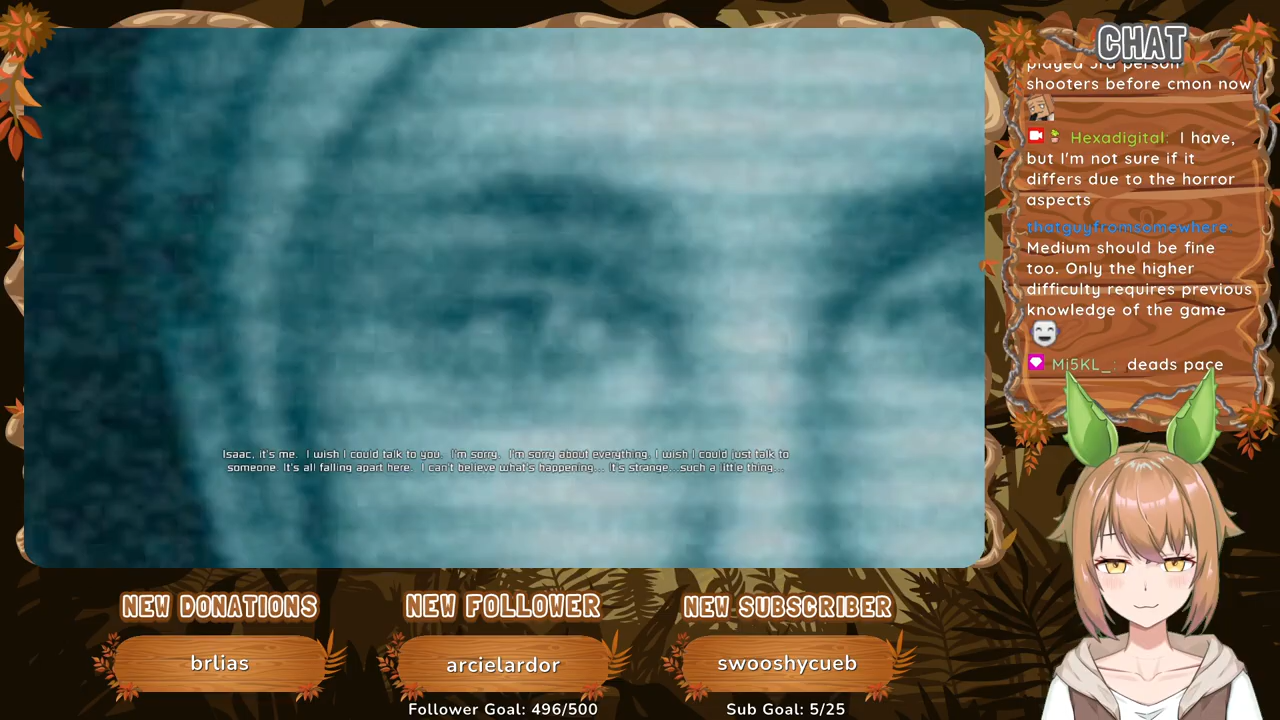 CHAT
played 3rd person
shooters before cmon now
Hexadigital: I have,
but I'm not sure if it
differs due to the horror
aspects
thatguyfromsomewhere:
Medium should be fine
too. Only the higher
difficulty requires previous
knowledge of the game
Mi5KL_: deads pace
Isaac, it's me. I wish I could talk to you. I'm sorry. I'm sorry about everything. I wish I could just talk to
someone. It's all falling apart here. I can't believe what's happening... It's strange...such a little thing...
NEW DONATIONS
NEW FOLLOWER
NEW SUBSCRIBER
brlias
arcielardor
swooshycueb
Follower Goal: 496/500
Sub Goal: 5/25